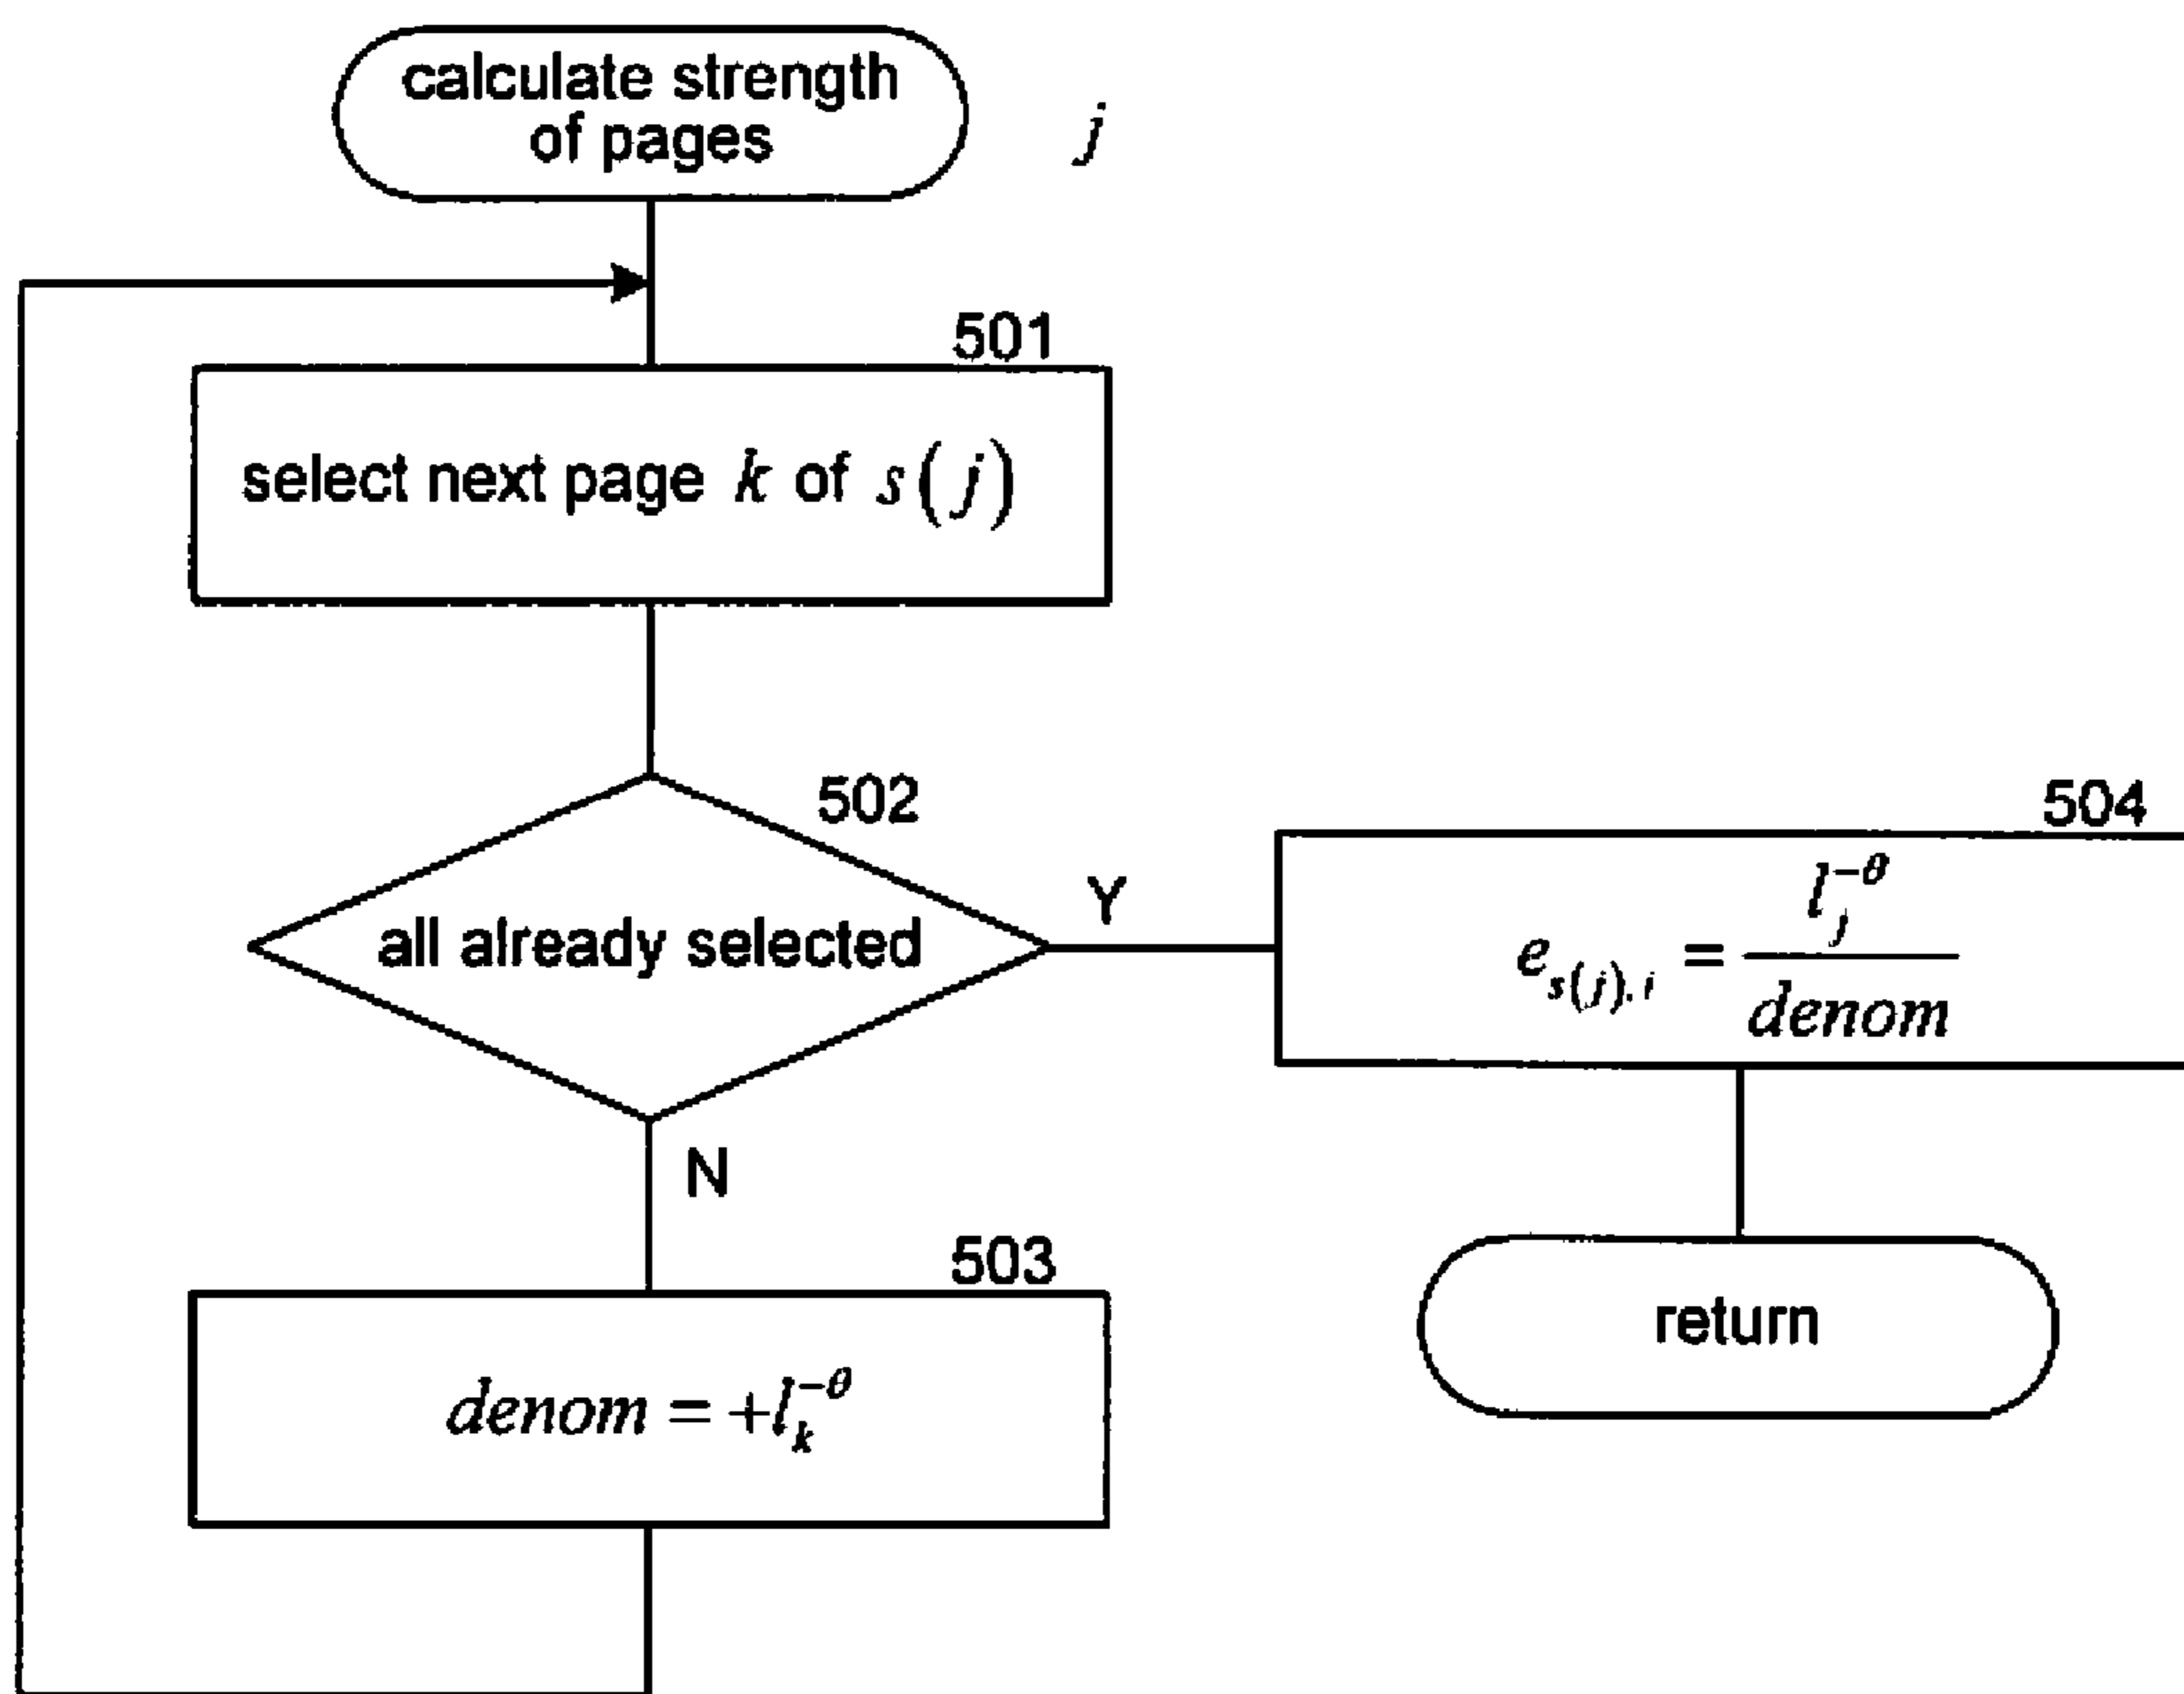 calculate strength
of pages
j
501
select next page k of s(j)
502
all already selected
Y
N
503
denom = +l_k^{-θ}
504
e_{s(j),i} = \frac{l_j^{-θ}}{denom}
return